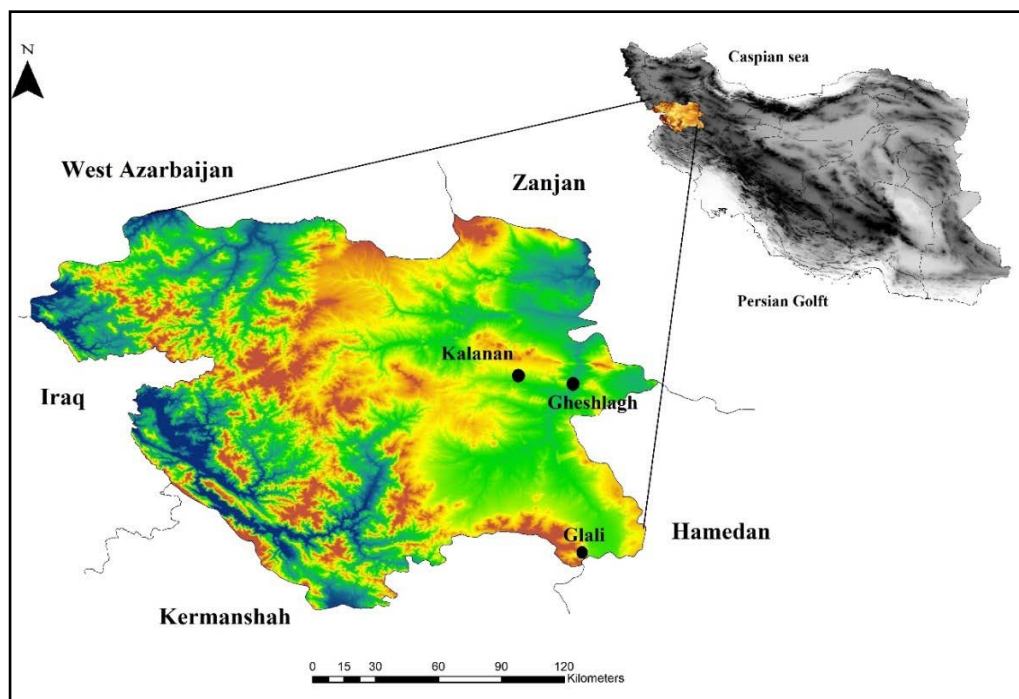 N
Caspian sea
West Azarbaijan
Zanjan
Persian Golft
Kalanan
Iraq
Gheshlagh
Glali
Hamedan
Kermanshah
0 15 30 60 90 120
Kilometers